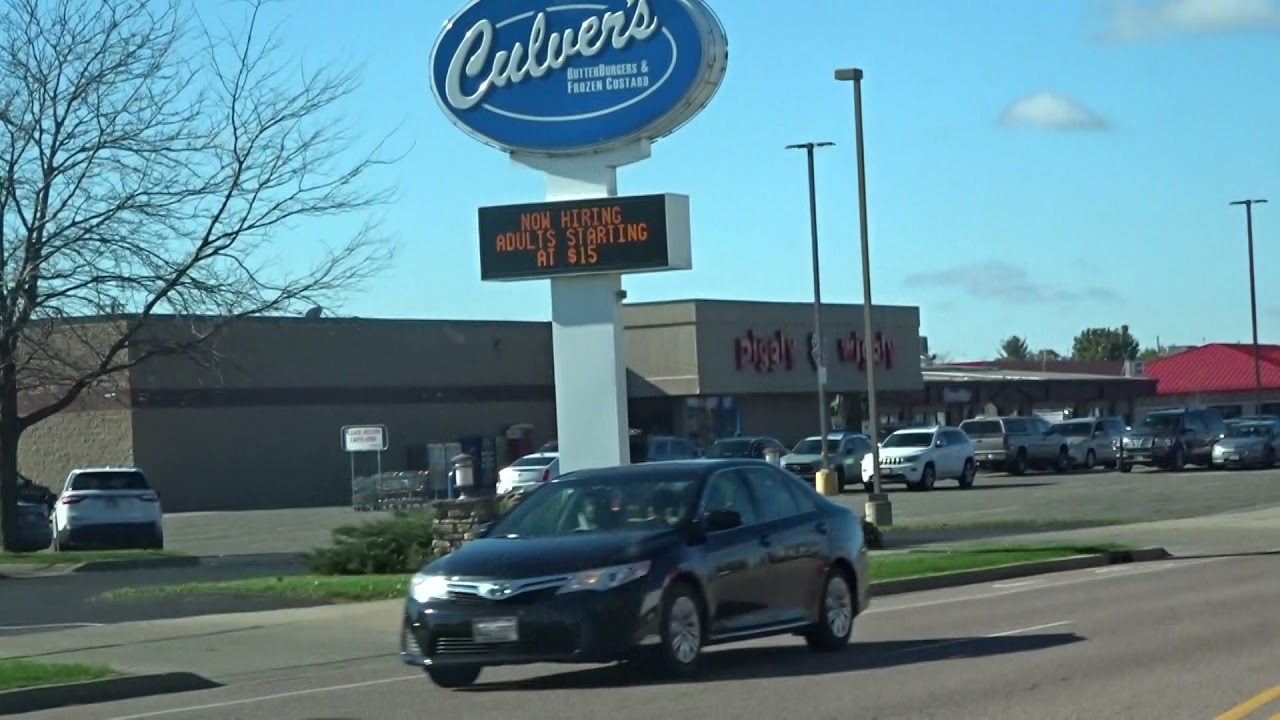 Culver's
ButterBurgers &
Frozen Custard
NOW HIRING
ADULTS STARTING
AT $15
piggly wiggly